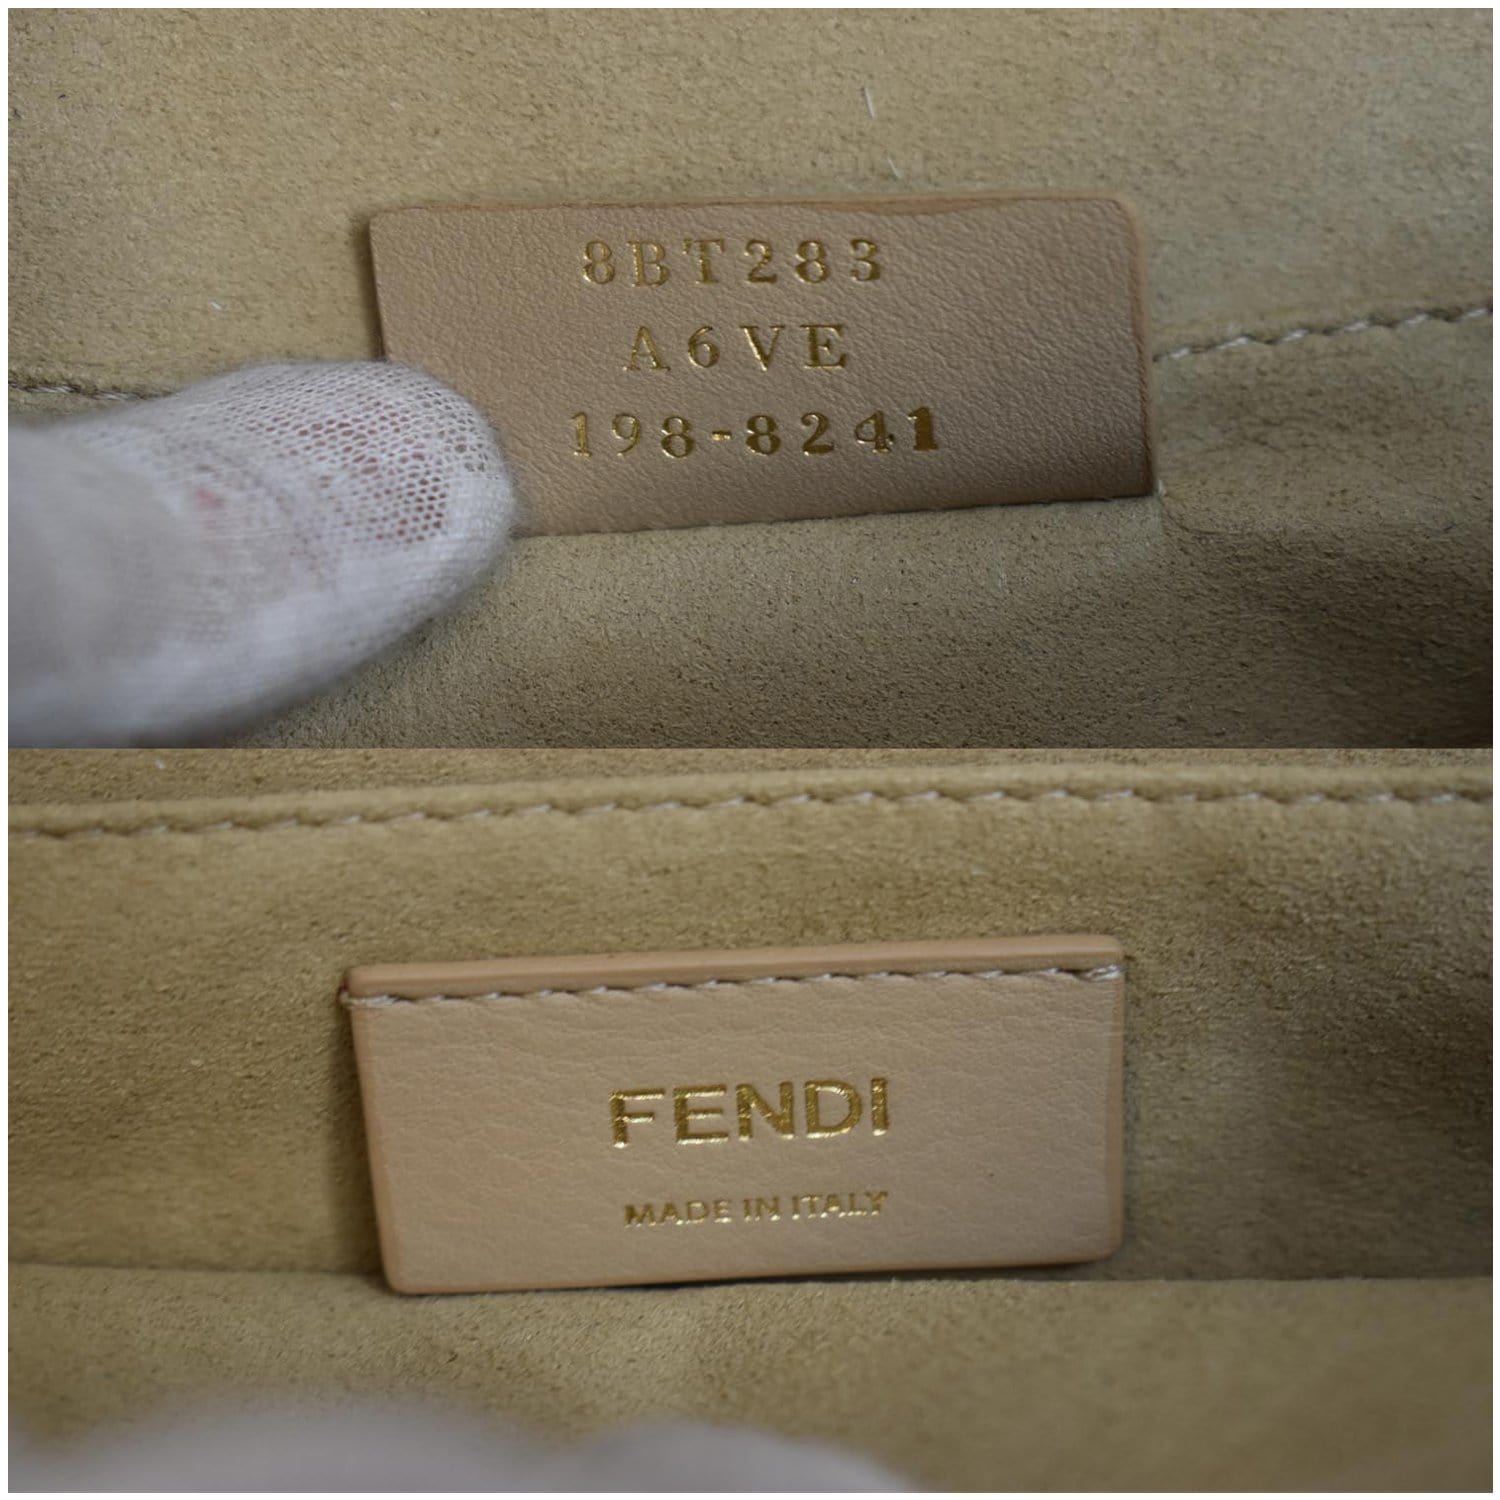 8BT283
A6VE
198-8241
FENDI
MADE IN ITALY